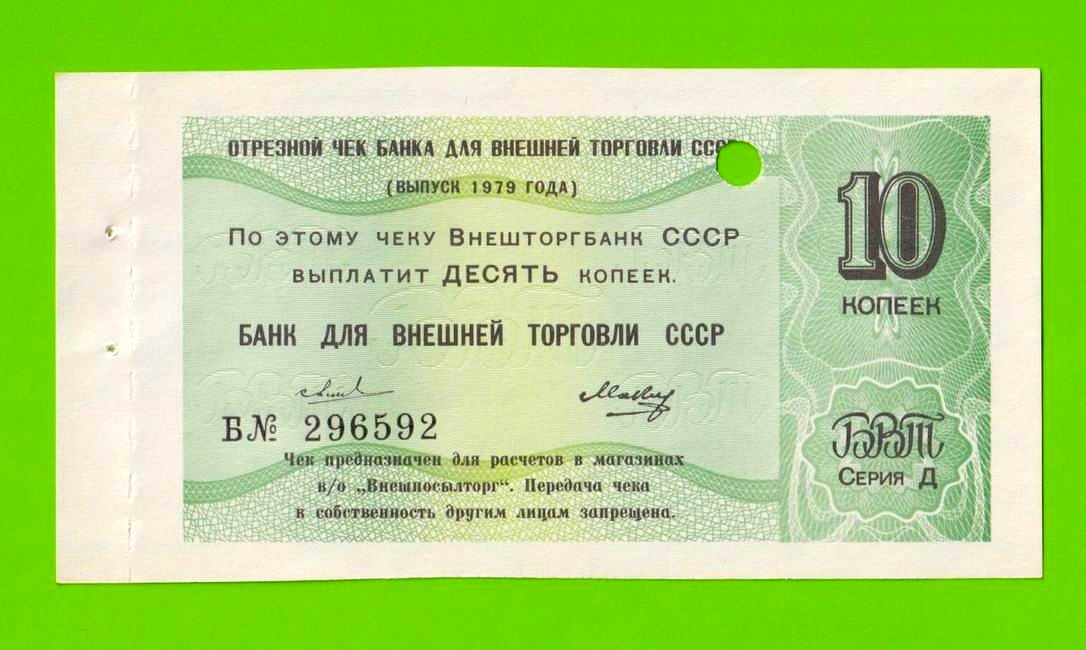 ОТРЕЗНОЙ ЧЕК БАНКА ДЛЯ ВНЕШНЕЙ ТОРГОВЛИ СССР
(ВЫПУСК 1979 ГОДА)
По этому чеку Внешторгбанк СССР
выплатит ДЕСЯТЬ копеек.
БАНК ДЛЯ ВНЕШНЕЙ ТОРГОВЛИ СССР
Б№ 296592
Чек предназначен для расчетов в магазинах
в/о „Внешпосылторг“. Передача чека
в собственность другим лицам запрещена.
10
КОПЕЕК
БВТ
Серия Д